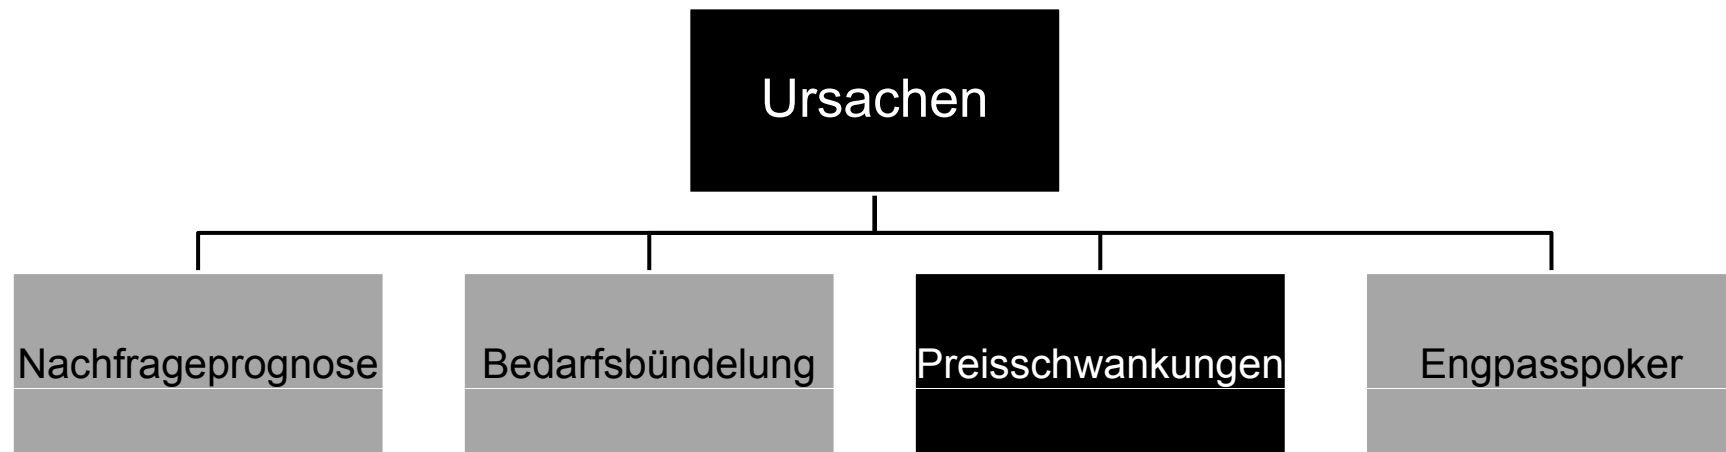 Ursachen
Nachfrageprognose
Bedarfsbündelung
Preisschwankungen
Engpasspoker